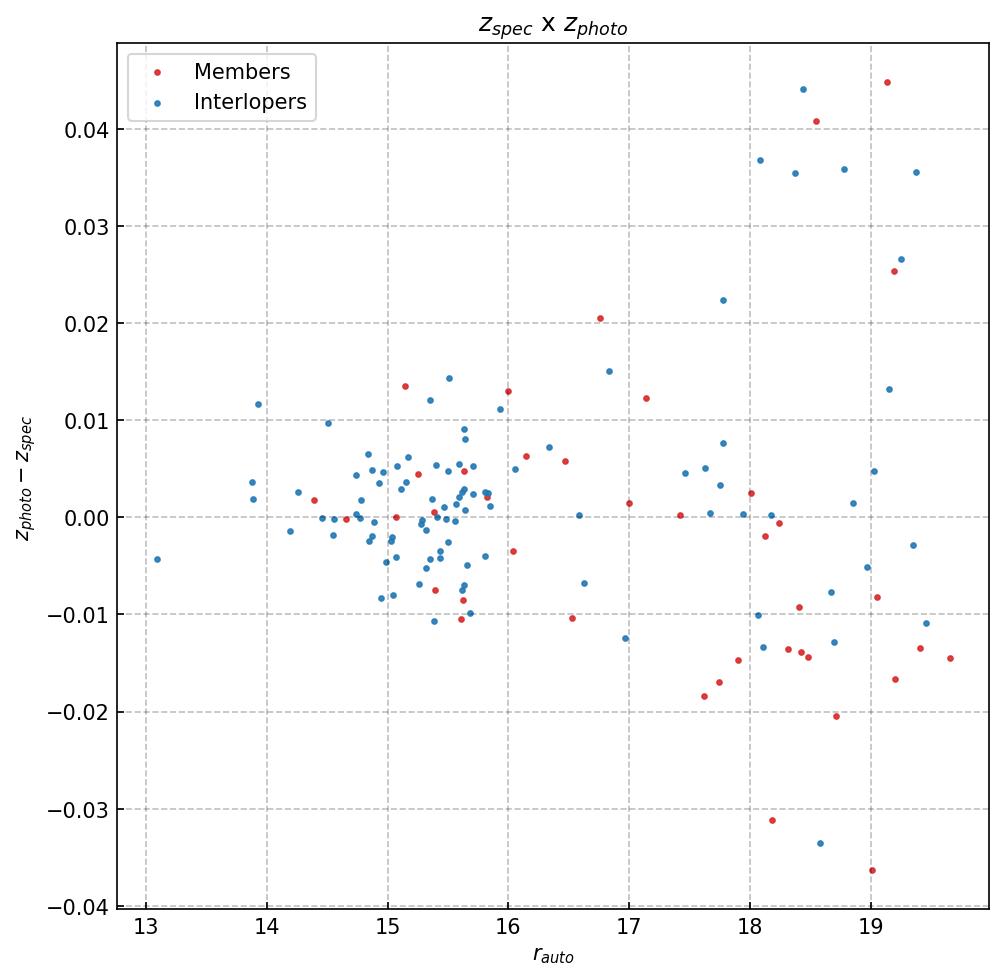 z_spec x z_photo
Members
Interlopers
0.04
0.03
0.02
0.01
0.00
−0.01
−0.02
−0.03
−0.04
z_photo − z_spec
13 14 15 16 17 18 19
r_auto